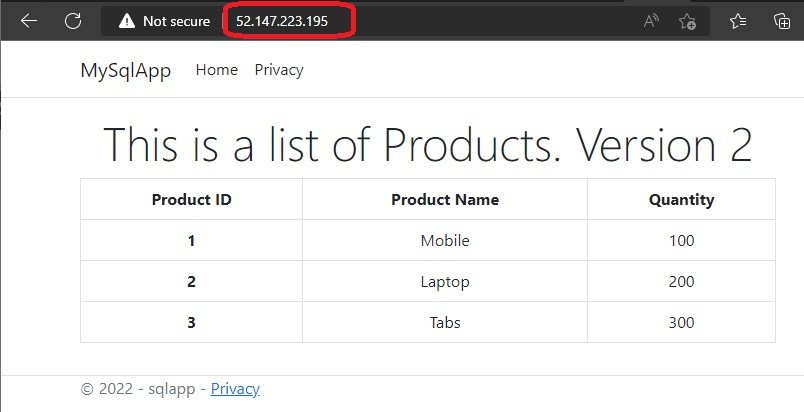 Not secure 52.147.223.195
MySqlApp Home Privacy
This is a list of Products. Version 2
Product ID Product Name Quantity
1 Mobile 100
2 Laptop 200
3 Tabs 300
© 2022 - sqlapp - Privacy